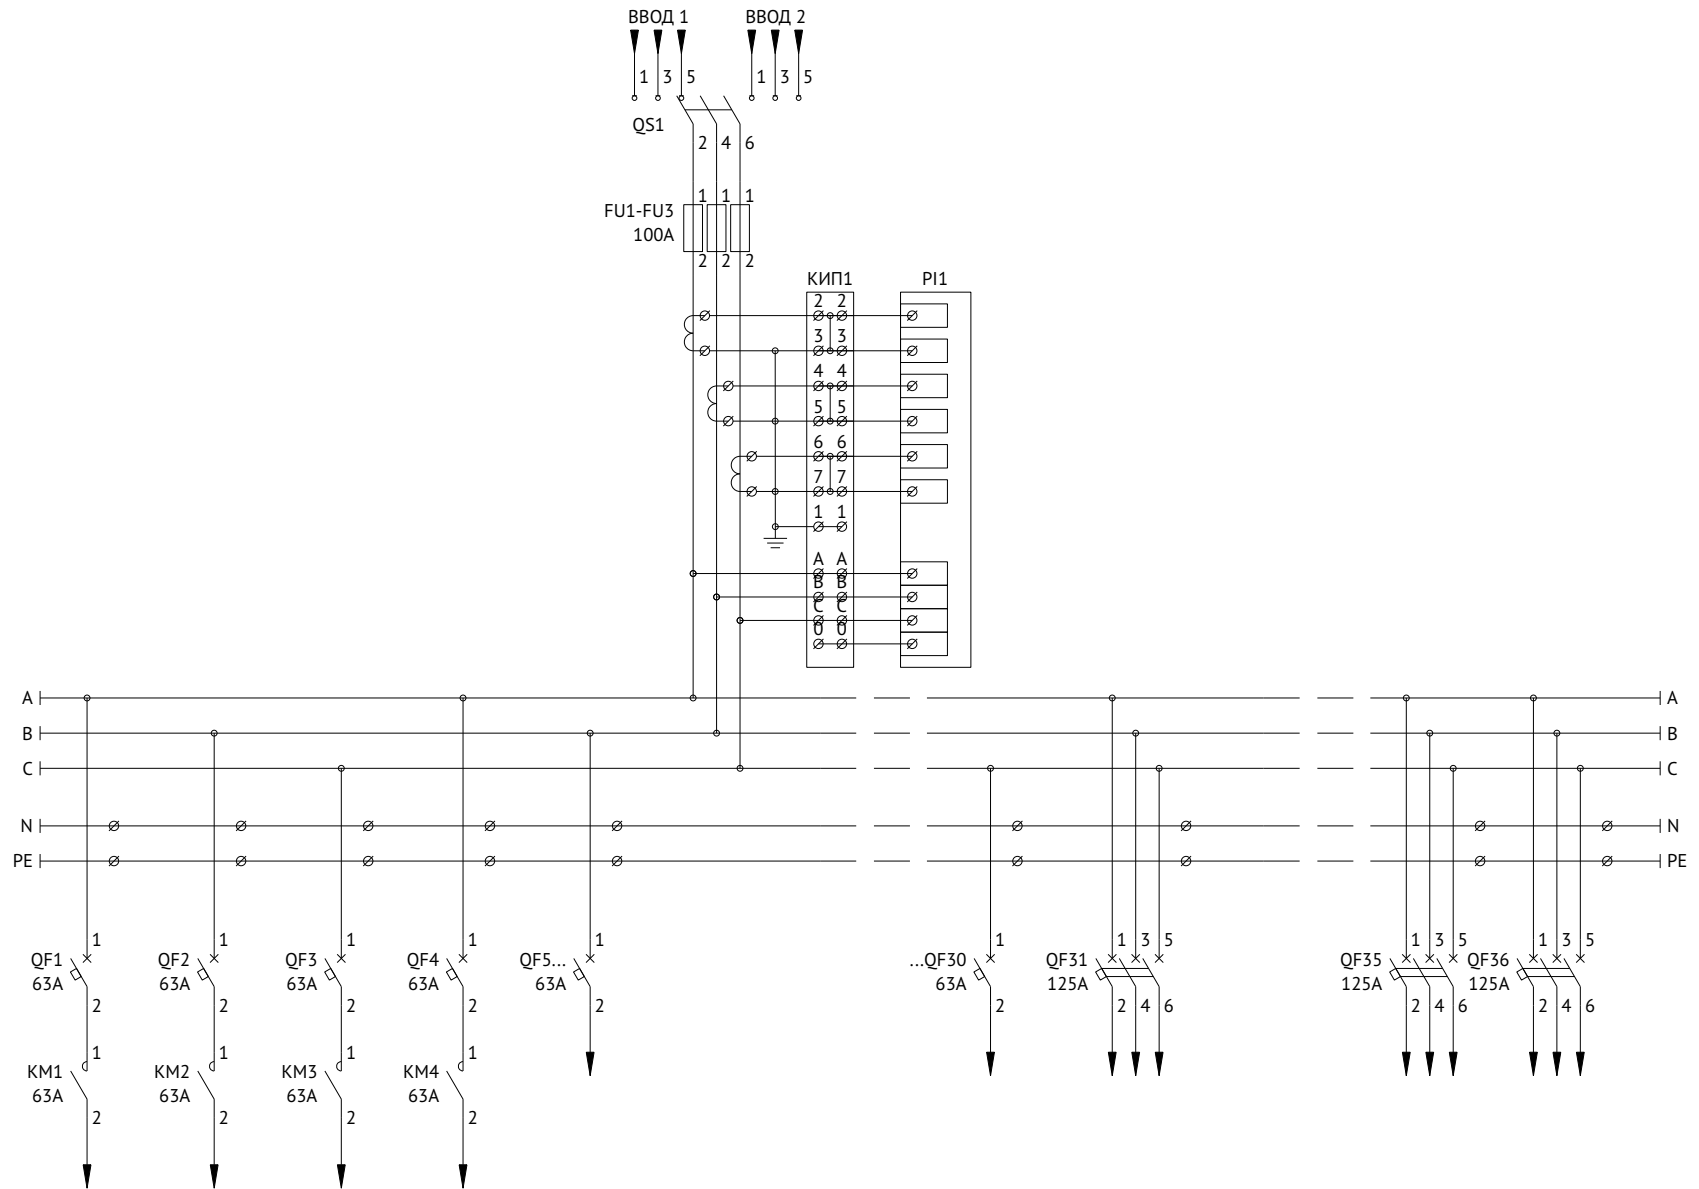 ВВОД 1 ВВОД 2
1 3 5 1 3 5
QS1
2 4 6
1 1 1
FU1-FU3
100A
2 2 2
КИП1 PI1
2 2
3 3
4 4
5 5
6 6
7 7
1 1
A A
B B
C C
0 0
A A
B B
C C
N N
PE PE
1 1 1 1 1 1 1 3 5 1 3 5 1 3 5
QF1 QF2 QF3 QF4 QF5... ...QF30 QF31 QF35 QF36
63A 63A 63A 63A 63A 63A 125A 125A 125A
2 2 2 2 2 2 2 4 6 2 4 6 2 4 6
1 1 1 1
KM1 KM2 KM3 KM4
63A 63A 63A 63A
2 2 2 2